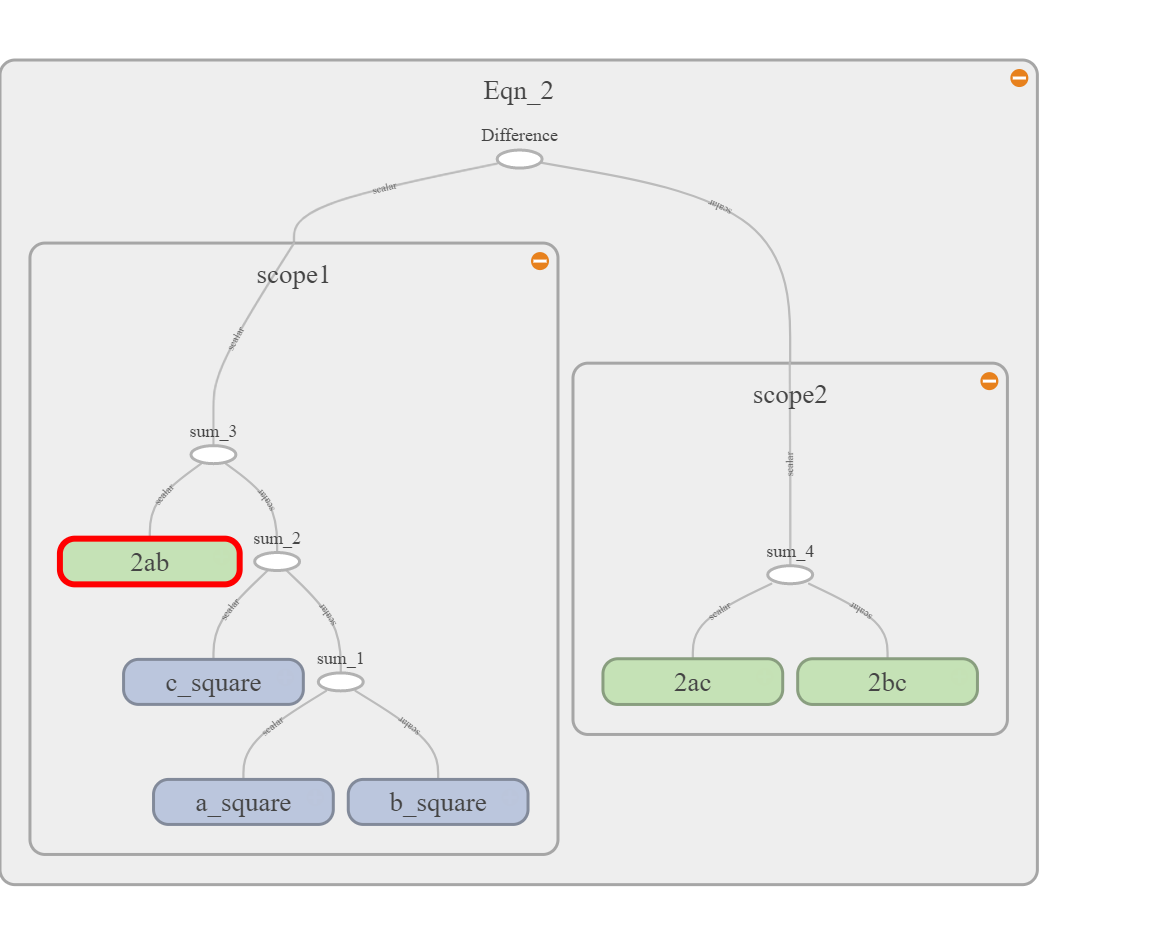 Eqn_2
Difference
scalar
scalar
scope1
scalar
scope2
sum_3
scalar
scalar
scalar
sum_2
2ab
sum_4
scalar
scalar
scalar
scalar
sum_1
c_square
2ac
2bc
scalar
scalar
a_square
b_square